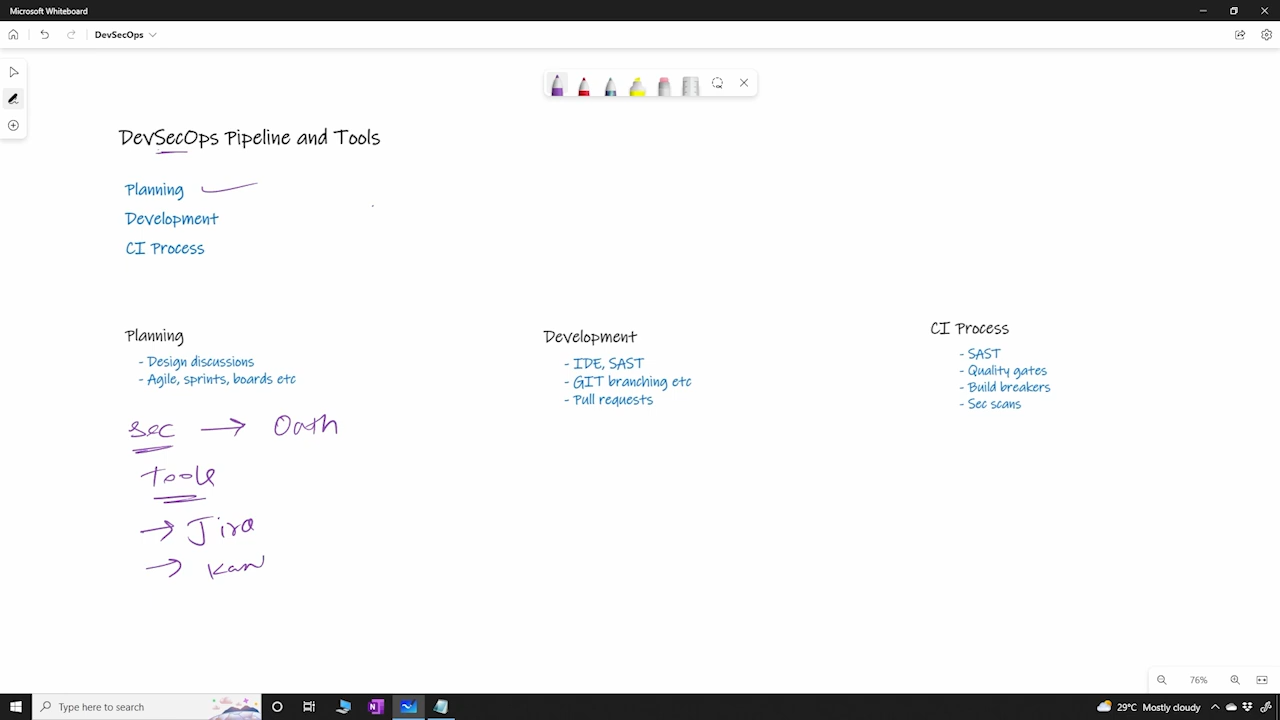 Microsoft Whiteboard
DevSecOps
DevSecOps Pipeline and Tools
Planning
Development
CI Process
Planning
- Design discussions
- Agile, sprints, boards etc
sec → Oath
Tools
→ Jira
→ Kan
Development
- IDE, SAST
- GIT branching etc
- Pull requests
CI Process
- SAST
- Quality gates
- Build breakers
- Sec scans
76%
Type here to search
29°C Mostly cloudy